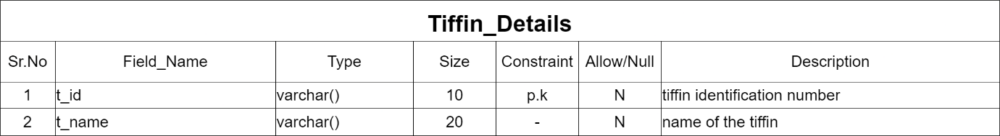 Tiffin_Details
Sr.No Field_Name Type Size Constraint Allow/Null Description
1 t_id varchar() 10 p.k N tiffin identification number
2 t_name varchar() 20 - N name of the tiffin